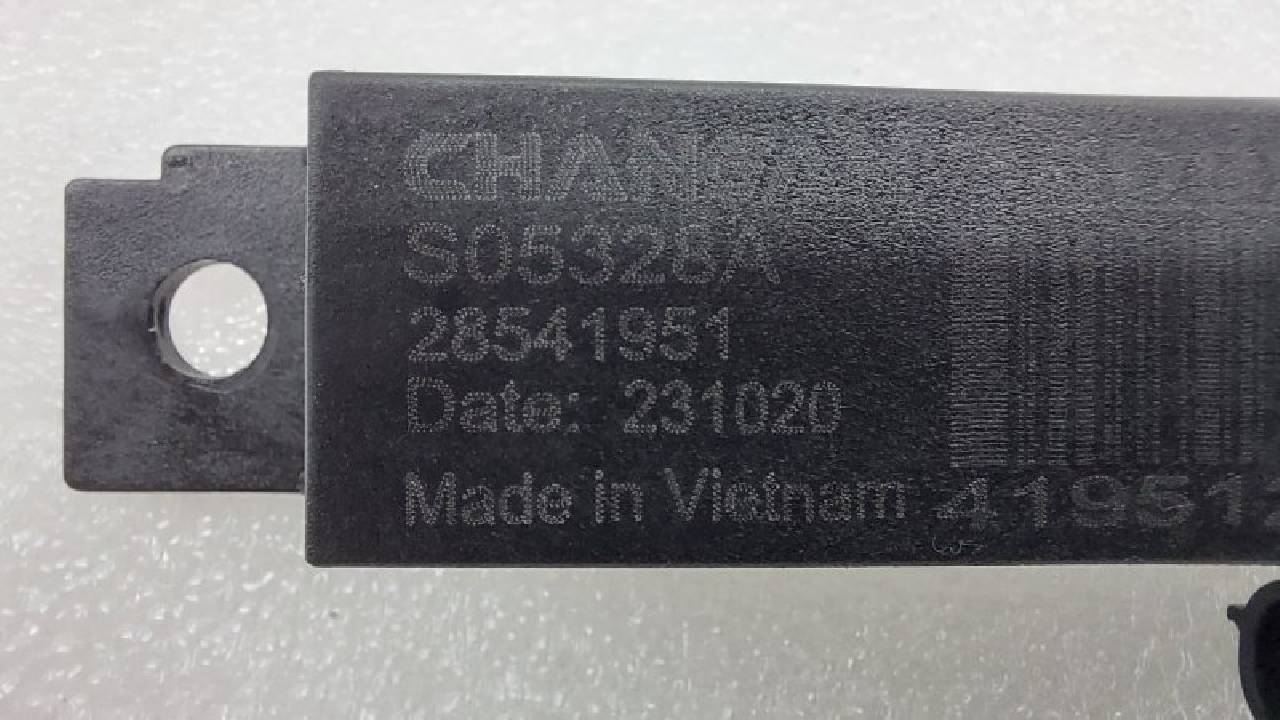 S05328A
28541951
Date: 231020
Made in Vietnam